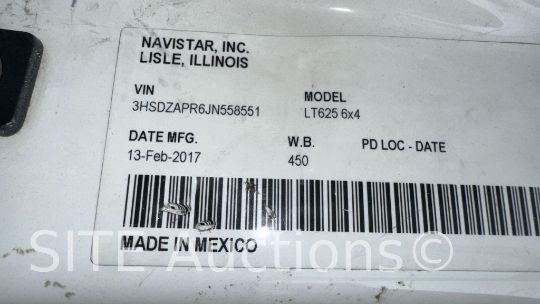 NAVISTAR, INC.
LISLE, ILLINOIS
VIN MODEL
3HSDZAPR6JN558551 LT625 6x4
DATE MFG. W.B. PD LOC - DATE
13-Feb-2017 450
MADE IN MEXICO
SITE Auctions©